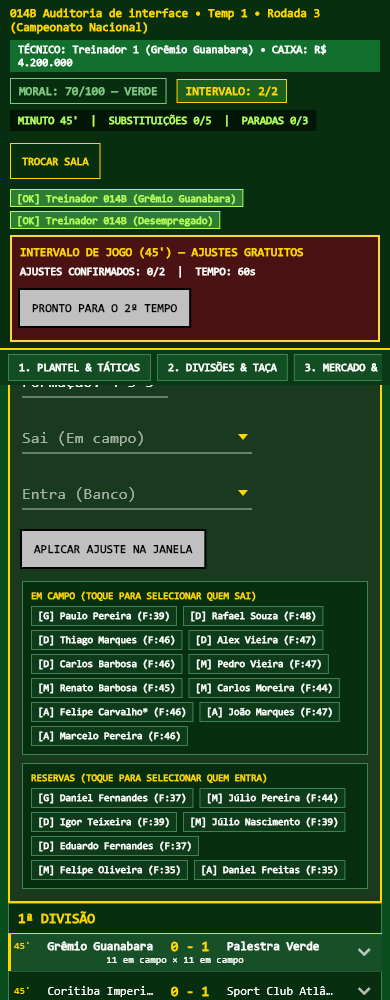 014B Auditoria de interface • Temp 1 • Rodada 3
(Campeonato Nacional)
TÉCNICO: Treinador 1 (Grêmio Guanabara) • CAIXA: R$
4.200.000
MORAL: 70/100 — VERDE
INTERVALO: 2/2
MINUTO 45' | SUBSTITUIÇÕES 0/5 | PARADAS 0/3
TROCAR SALA
[OK] Treinador 014B (Grêmio Guanabara)
[OK] Treinador 014B (Desempregado)
INTERVALO DE JOGO (45') — AJUSTES GRATUITOS
AJUSTES CONFIRMADOS: 0/2 | TEMPO: 60s
PRONTO PARA O 2º TEMPO
1. PLANTEL & TÁTICAS
2. DIVISÕES & TAÇA
3. MERCADO &
Sai (Em campo)
Entra (Banco)
APLICAR AJUSTE NA JANELA
EM CAMPO (TOQUE PARA SELECIONAR QUEM SAI)
[G] Paulo Pereira (F:39) [D] Rafael Souza (F:48)
[D] Thiago Marques (F:46) [D] Alex Vieira (F:47)
[D] Carlos Barbosa (F:46) [M] Pedro Vieira (F:47)
[M] Renato Barbosa (F:45) [M] Carlos Moreira (F:44)
[A] Felipe Carvalho* (F:46) [A] João Marques (F:47)
[A] Marcelo Pereira (F:46)
RESERVAS (TOQUE PARA SELECIONAR QUEM ENTRA)
[G] Daniel Fernandes (F:37) [M] Júlio Pereira (F:44)
[D] Igor Teixeira (F:39) [M] Júlio Nascimento (F:39)
[D] Eduardo Fernandes (F:37)
[M] Felipe Oliveira (F:35) [A] Daniel Freitas (F:35)
1ª DIVISÃO
45' Grêmio Guanabara 0 - 1 Palestra Verde
11 em campo × 11 em campo
45' Coritiba Imperi… 0 - 1 Sport Club Atlâ…